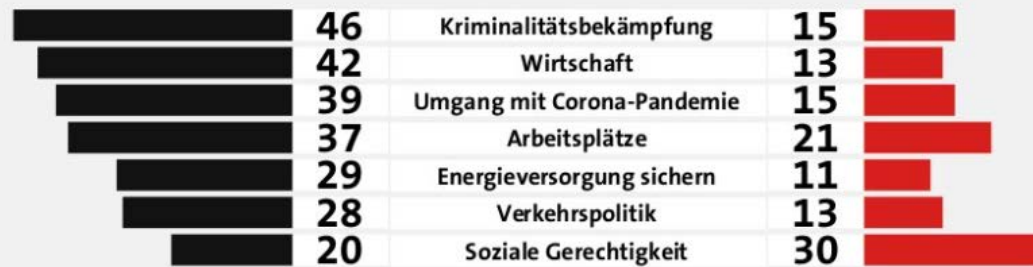 46 Kriminalitätsbekämpfung 15
42 Wirtschaft 13
39 Umgang mit Corona-Pandemie 15
37 Arbeitsplätze 21
29 Energieversorgung sichern 11
28 Verkehrspolitik 13
20 Soziale Gerechtigkeit 30